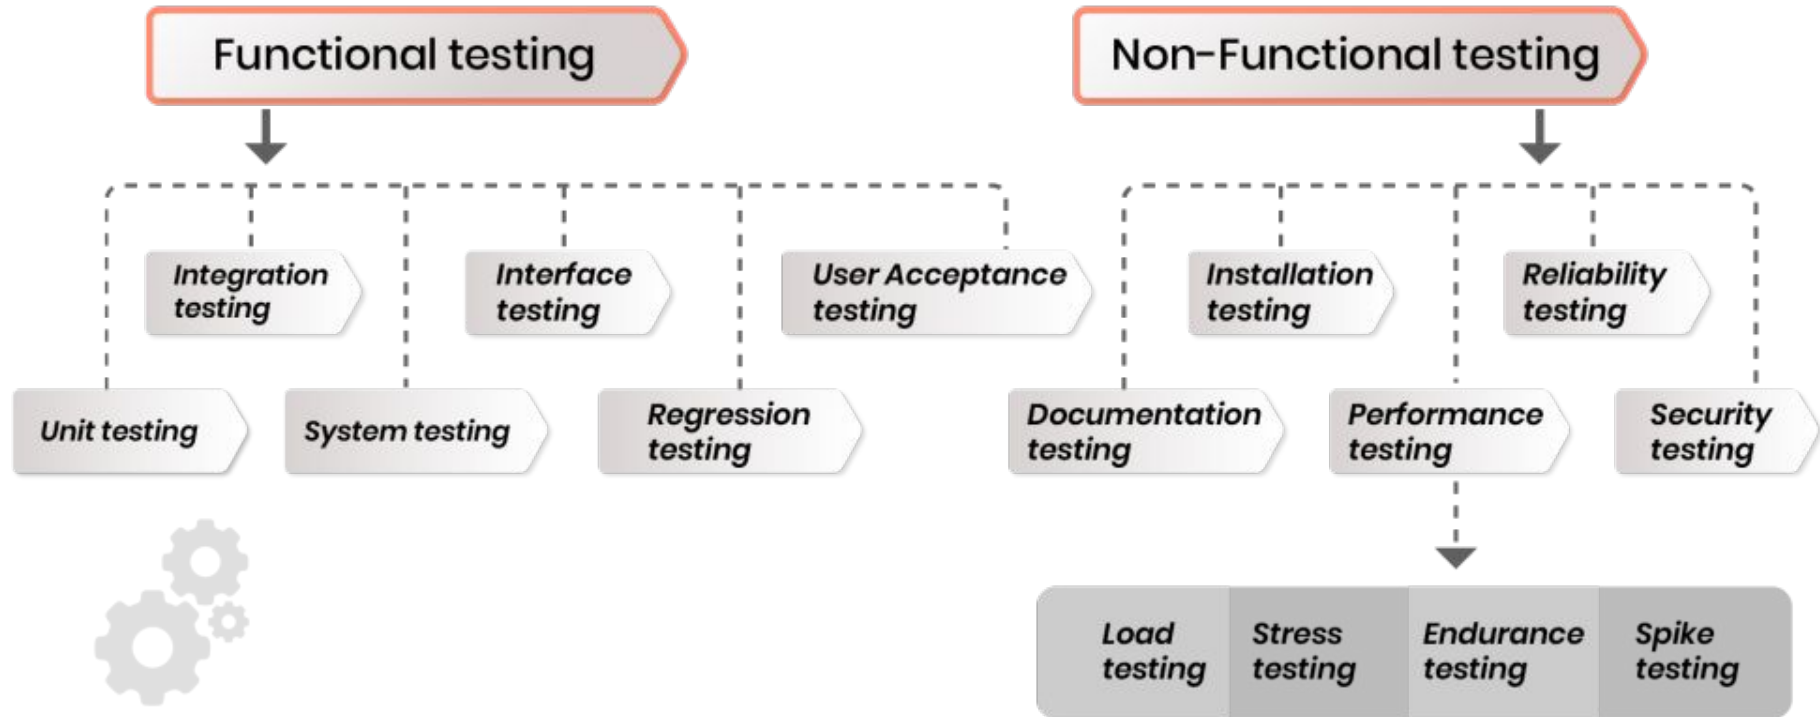 Functional testing
Non-Functional testing
Integration
testing
Interface
testing
User Acceptance
testing
Installation
testing
Reliability
testing
Unit testing
System testing
Regression
testing
Documentation
testing
Performance
testing
Security
testing
Load
testing
Stress
testing
Endurance
testing
Spike
testing